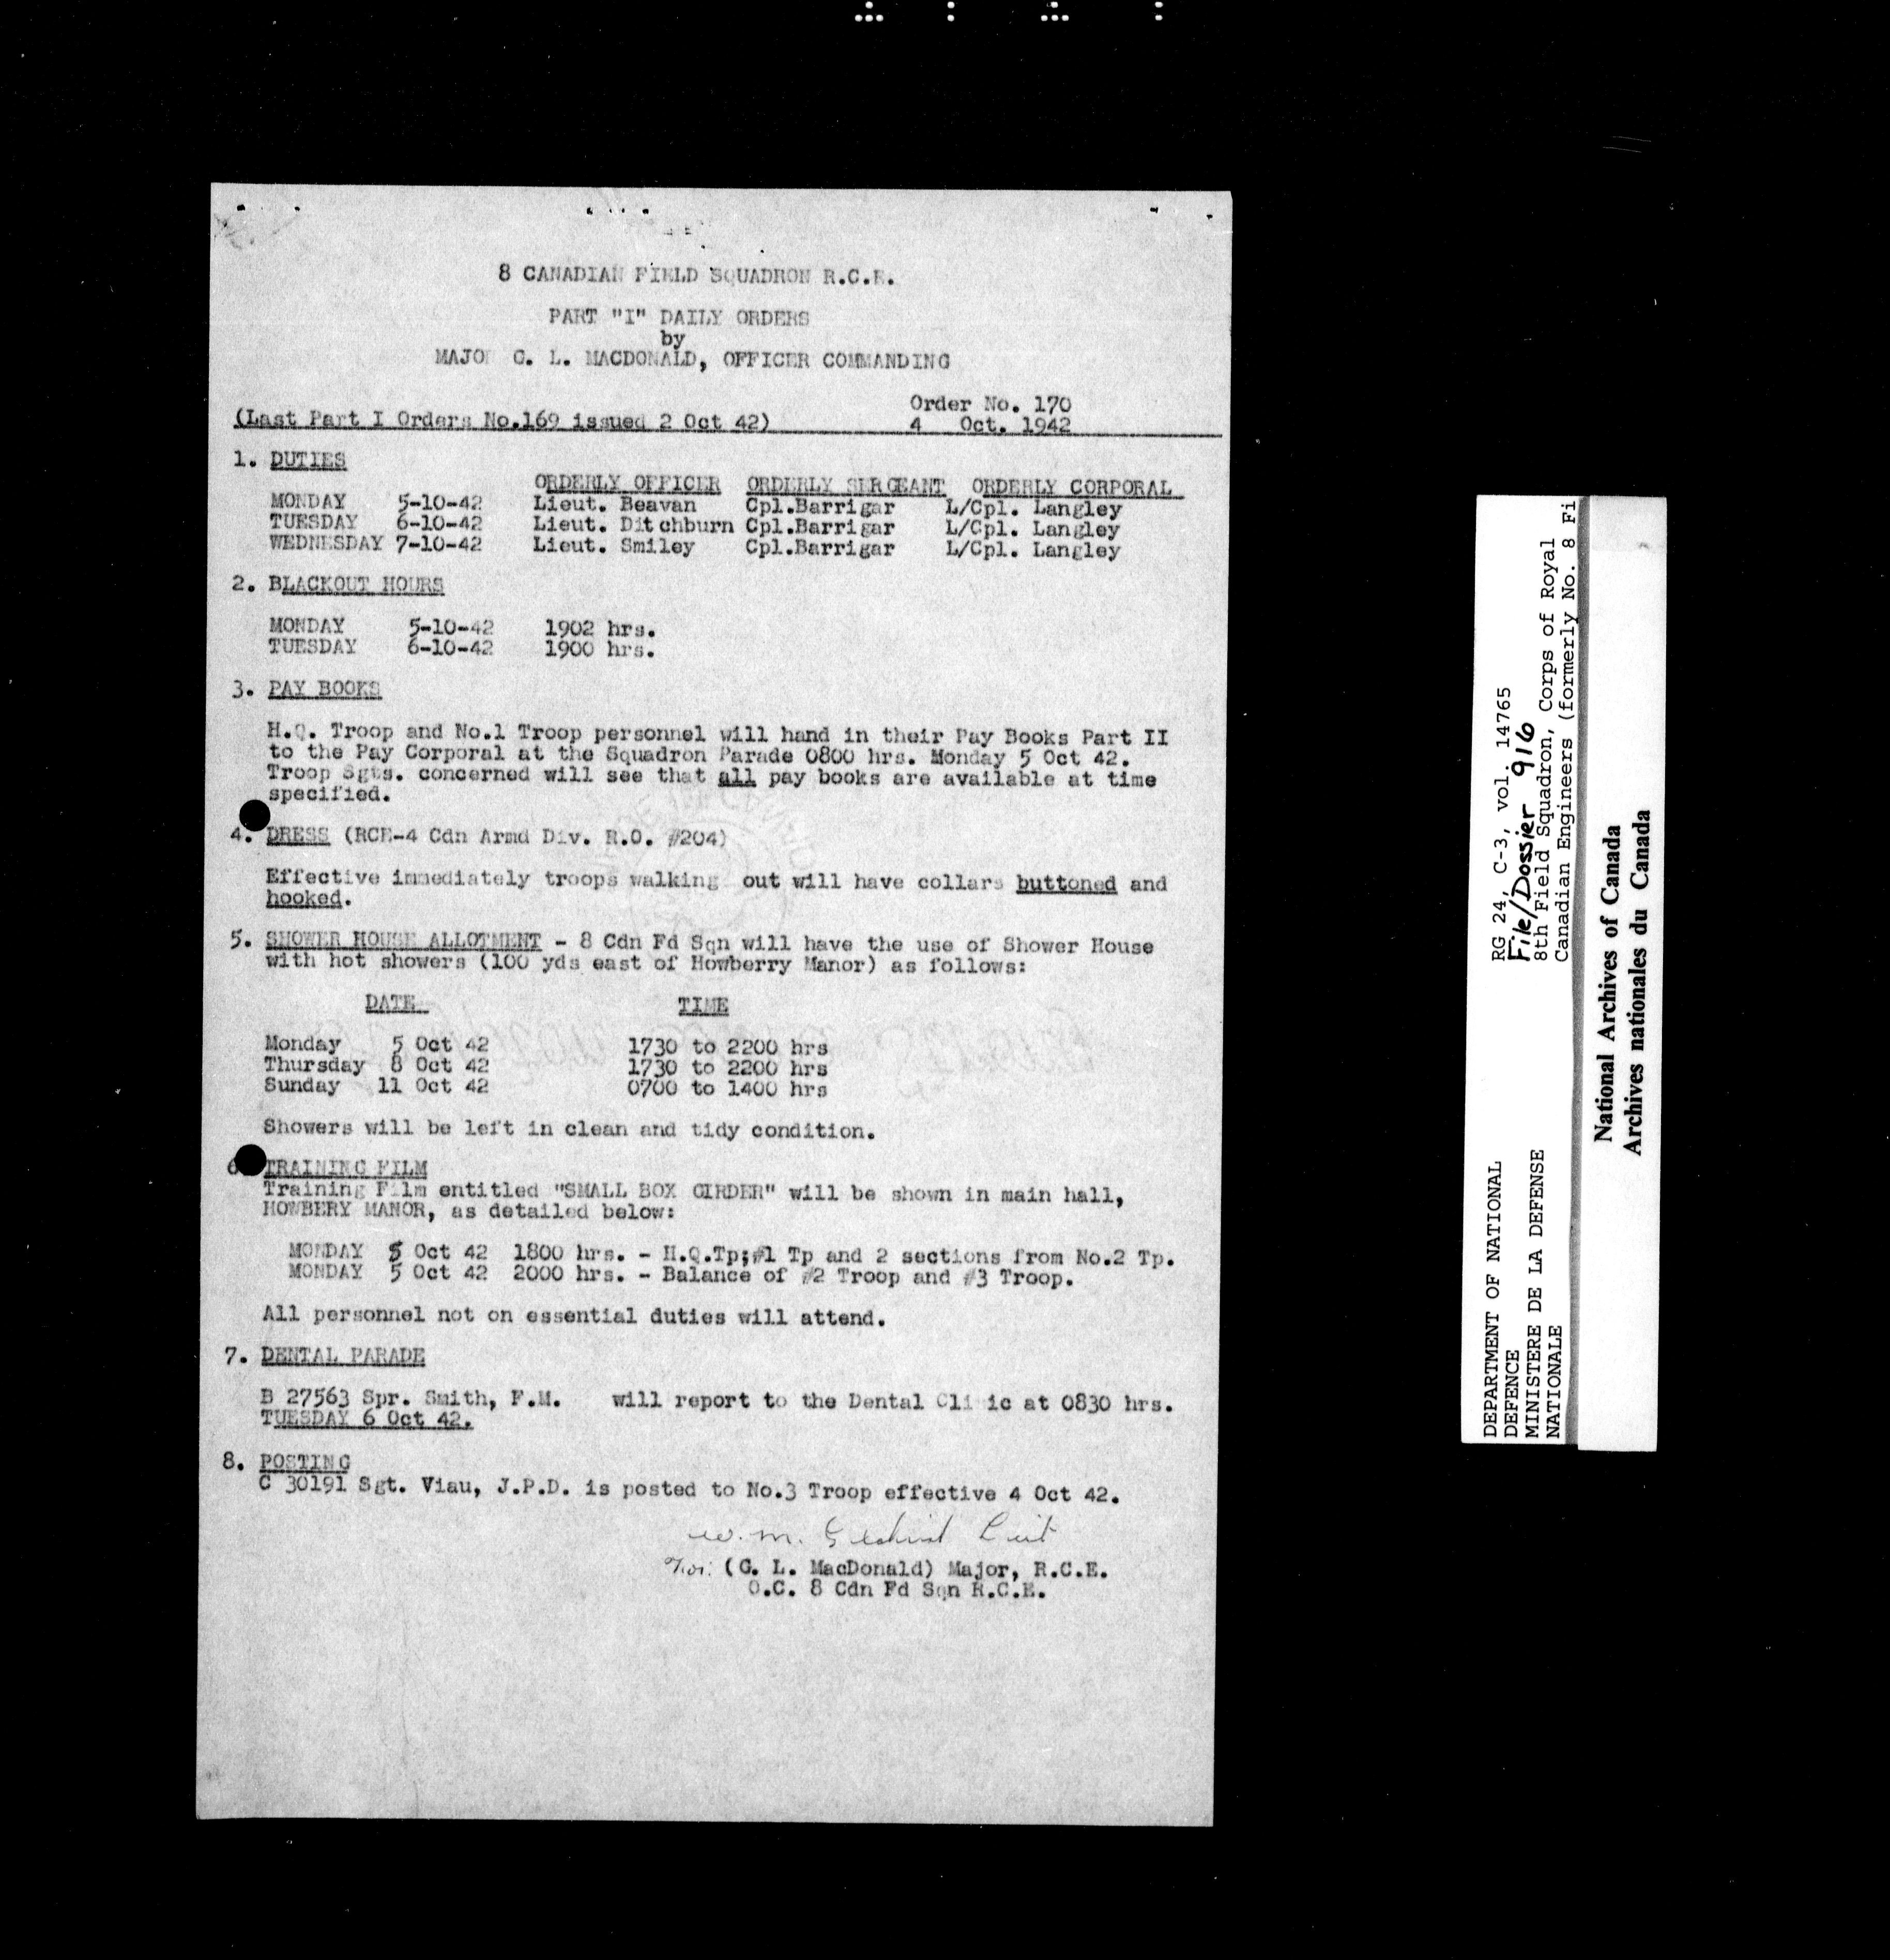 8 CANADIAN FIELD SQUADRON R.C.E.
PART "I" DAILY ORDERS
by
MAJOR G. L. MACDONALD, OFFICER COMMANDING
Order No. 170
(Last Part I Orders No.169 issued 2 Oct 42) 4 Oct. 1942
1. DUTIES
ORDERLY OFFICER ORDERLY SERGEANT ORDERLY CORPORAL
MONDAY 5-10-42 Lieut. Beavan Cpl.Barrigar L/Cpl. Langley
TUESDAY 6-10-42 Lieut. Ditchburn Cpl.Barrigar L/Cpl. Langley
WEDNESDAY 7-10-42 Lieut. Smiley Cpl.Barrigar L/Cpl. Langley
2. BLACKOUT HOURS
MONDAY 5-10-42 1902 hrs.
TUESDAY 6-10-42 1900 hrs.
3. PAY BOOKS
H.Q. Troop and No.1 Troop personnel will hand in their Pay Books Part II
to the Pay Corporal at the Squadron Parade 0800 hrs. Monday 5 Oct 42.
Troop Sgts. concerned will see that all pay books are available at time
specified.
4. DRESS (RCE-4 Cdn Armd Div. R.O. #204)
Effective immediately troops walking out will have collars buttoned and
hooked.
5. SHOWER HOUSE ALLOTMENT - 8 Cdn Fd Sqn will have the use of Shower House
with hot showers (100 yds east of Howberry Manor) as follows:
DATE TIME
Monday 5 Oct 42 1730 to 2200 hrs
Thursday 8 Oct 42 1730 to 2200 hrs
Sunday 11 Oct 42 0700 to 1400 hrs
Showers will be left in clean and tidy condition.
6. TRAINING FILM
Training Film entitled "SMALL BOX GIRDER" will be shown in main hall,
HOWBERY MANOR, as detailed below:
MONDAY 5 Oct 42 1800 hrs. - H.Q.Tp;#1 Tp and 2 sections from No.2 Tp.
MONDAY 5 Oct 42 2000 hrs. - Balance of #2 Troop and #3 Troop.
All personnel not on essential duties will attend.
7. DENTAL PARADE
B 27563 Spr. Smith, F.M. will report to the Dental Clinic at 0830 hrs.
TUESDAY 6 Oct 42.
8. POSTING
C 30191 Sgt. Viau, J.P.D. is posted to No.3 Troop effective 4 Oct 42.
W. M. Lieut
for: (G. L. MacDonald) Major, R.C.E.
O.C. 8 Cdn Fd Sqn R.C.E.
DEPARTMENT OF NATIONAL
DEFENCE
MINISTERE DE LA DEFENSE
NATIONALE
RG 24, C-3, vol. 14765
File/Dossier 916
8th Field Squadron, Corps of Royal
Canadian Engineers (formerly No. 8 Fi
National Archives of Canada
Archives nationales du Canada